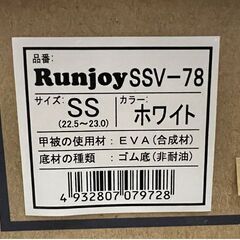 品番:
Runjoy SSV-78
サイズ: カラー:
SS ホワイト
(22.5~23.0)
甲被の使用材 : EVA(合成材)
底材の種類 : ゴム底(非耐油)
4 932807 079728